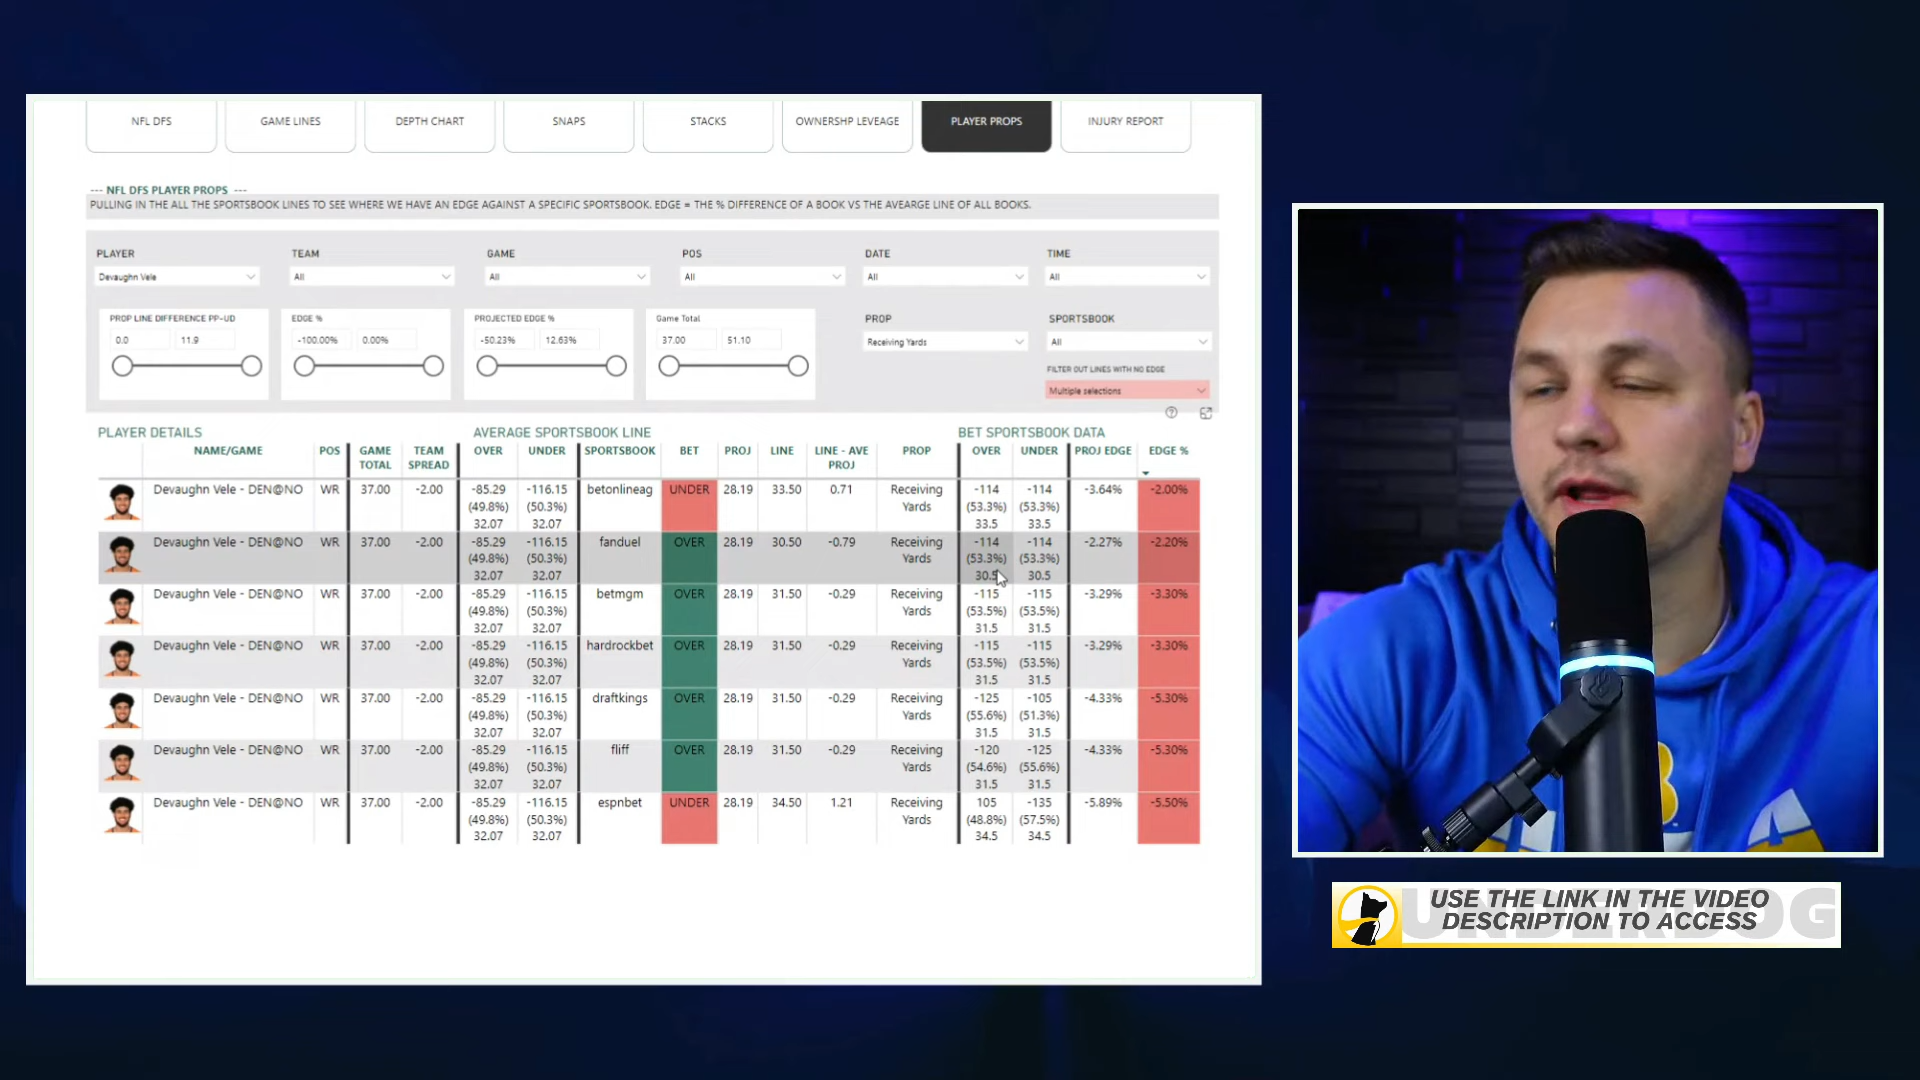 NFL DFS
GAME LINES
DEPTH CHART
SNAPS
STACKS
OWNERSHP LEVEAGE
PLAYER PROPS
INJURY REPORT
--- NFL DFS PLAYER PROPS ---
PULLING IN THE ALL THE SPORTSBOOK LINES TO SEE WHERE WE HAVE AN EDGE AGAINST A SPECIFIC SPORTSBOOK. EDGE = THE % DIFFERENCE OF A BOOK VS THE AVEARGE LINE OF ALL BOOKS.
PLAYER TEAM GAME POS DATE TIME
Devaughn Vele All All All All All
PROP LINE DIFFERENCE PP-UD EDGE % PROJECTED EDGE % Game Total PROP SPORTSBOOK
0.0 11.9 -100.00% 0.00% -50.23% 12.63% 37.00 51.10 Receiving Yards All
FILTER OUT LINES WITH NO EDGE
Multiple selections
PLAYER DETAILS AVERAGE SPORTSBOOK LINE BET SPORTSBOOK DATA
NAME/GAME POS GAME TEAM OVER UNDER SPORTSBOOK BET PROJ LINE LINE - AVE PROP OVER UNDER PROJ EDGE EDGE %
TOTAL SPREAD PROJ
Devaughn Vele - DEN@NO WR 37.00 -2.00 -85.29 -116.15 betonlineag UNDER 28.19 33.50 0.71 Receiving -114 -114 -3.64% -2.00%
(49.8%) (50.3%) Yards (53.3%) (53.3%)
32.07 32.07 33.5 33.5
Devaughn Vele - DEN@NO WR 37.00 -2.00 -85.29 -116.15 fanduel OVER 28.19 30.50 -0.79 Receiving -114 -114 -2.27% -2.20%
(49.8%) (50.3%) Yards (53.3%) (53.3%)
32.07 32.07 30.5 30.5
Devaughn Vele - DEN@NO WR 37.00 -2.00 -85.29 -116.15 betmgm OVER 28.19 31.50 -0.29 Receiving -115 -115 -3.29% -3.30%
(49.8%) (50.3%) Yards (53.5%) (53.5%)
32.07 32.07 31.5 31.5
Devaughn Vele - DEN@NO WR 37.00 -2.00 -85.29 -116.15 hardrockbet OVER 28.19 31.50 -0.29 Receiving -115 -115 -3.29% -3.30%
(49.8%) (50.3%) Yards (53.5%) (53.5%)
32.07 32.07 31.5 31.5
Devaughn Vele - DEN@NO WR 37.00 -2.00 -85.29 -116.15 draftkings OVER 28.19 31.50 -0.29 Receiving -125 -105 -4.33% -5.30%
(49.8%) (50.3%) Yards (55.6%) (51.3%)
32.07 32.07 31.5 31.5
Devaughn Vele - DEN@NO WR 37.00 -2.00 -85.29 -116.15 fliff OVER 28.19 31.50 -0.29 Receiving -120 -125 -4.33% -5.30%
(49.8%) (50.3%) Yards (54.6%) (55.6%)
32.07 32.07 31.5 31.5
Devaughn Vele - DEN@NO WR 37.00 -2.00 -85.29 -116.15 espnbet UNDER 28.19 34.50 1.21 Receiving 105 -135 -5.89% -5.50%
(49.8%) (50.3%) Yards (48.8%) (57.5%)
32.07 32.07 34.5 34.5
UNDERDOG
USE THE LINK IN THE VIDEO
DESCRIPTION TO ACCESS